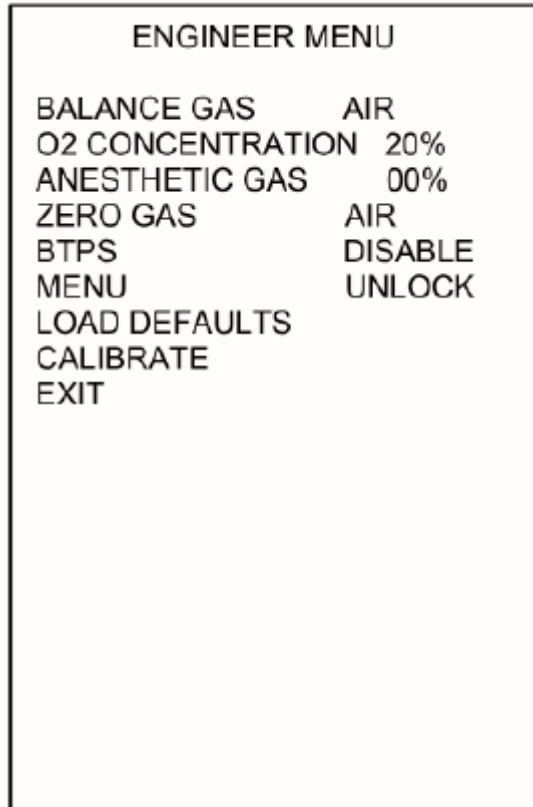 ENGINEER MENU
BALANCE GAS AIR
O2 CONCENTRATION 20%
ANESTHETIC GAS 00%
ZERO GAS AIR
BTPS DISABLE
MENU UNLOCK
LOAD DEFAULTS
CALIBRATE
EXIT